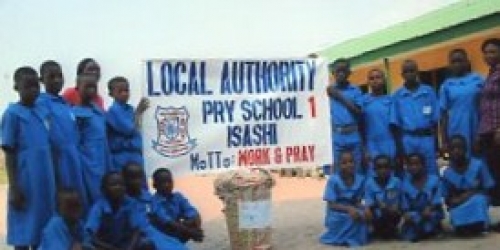 LOCAL AUTHORITY
PRY SCHOOL 1
ISASHI
MOTTO: WORK & PRAY